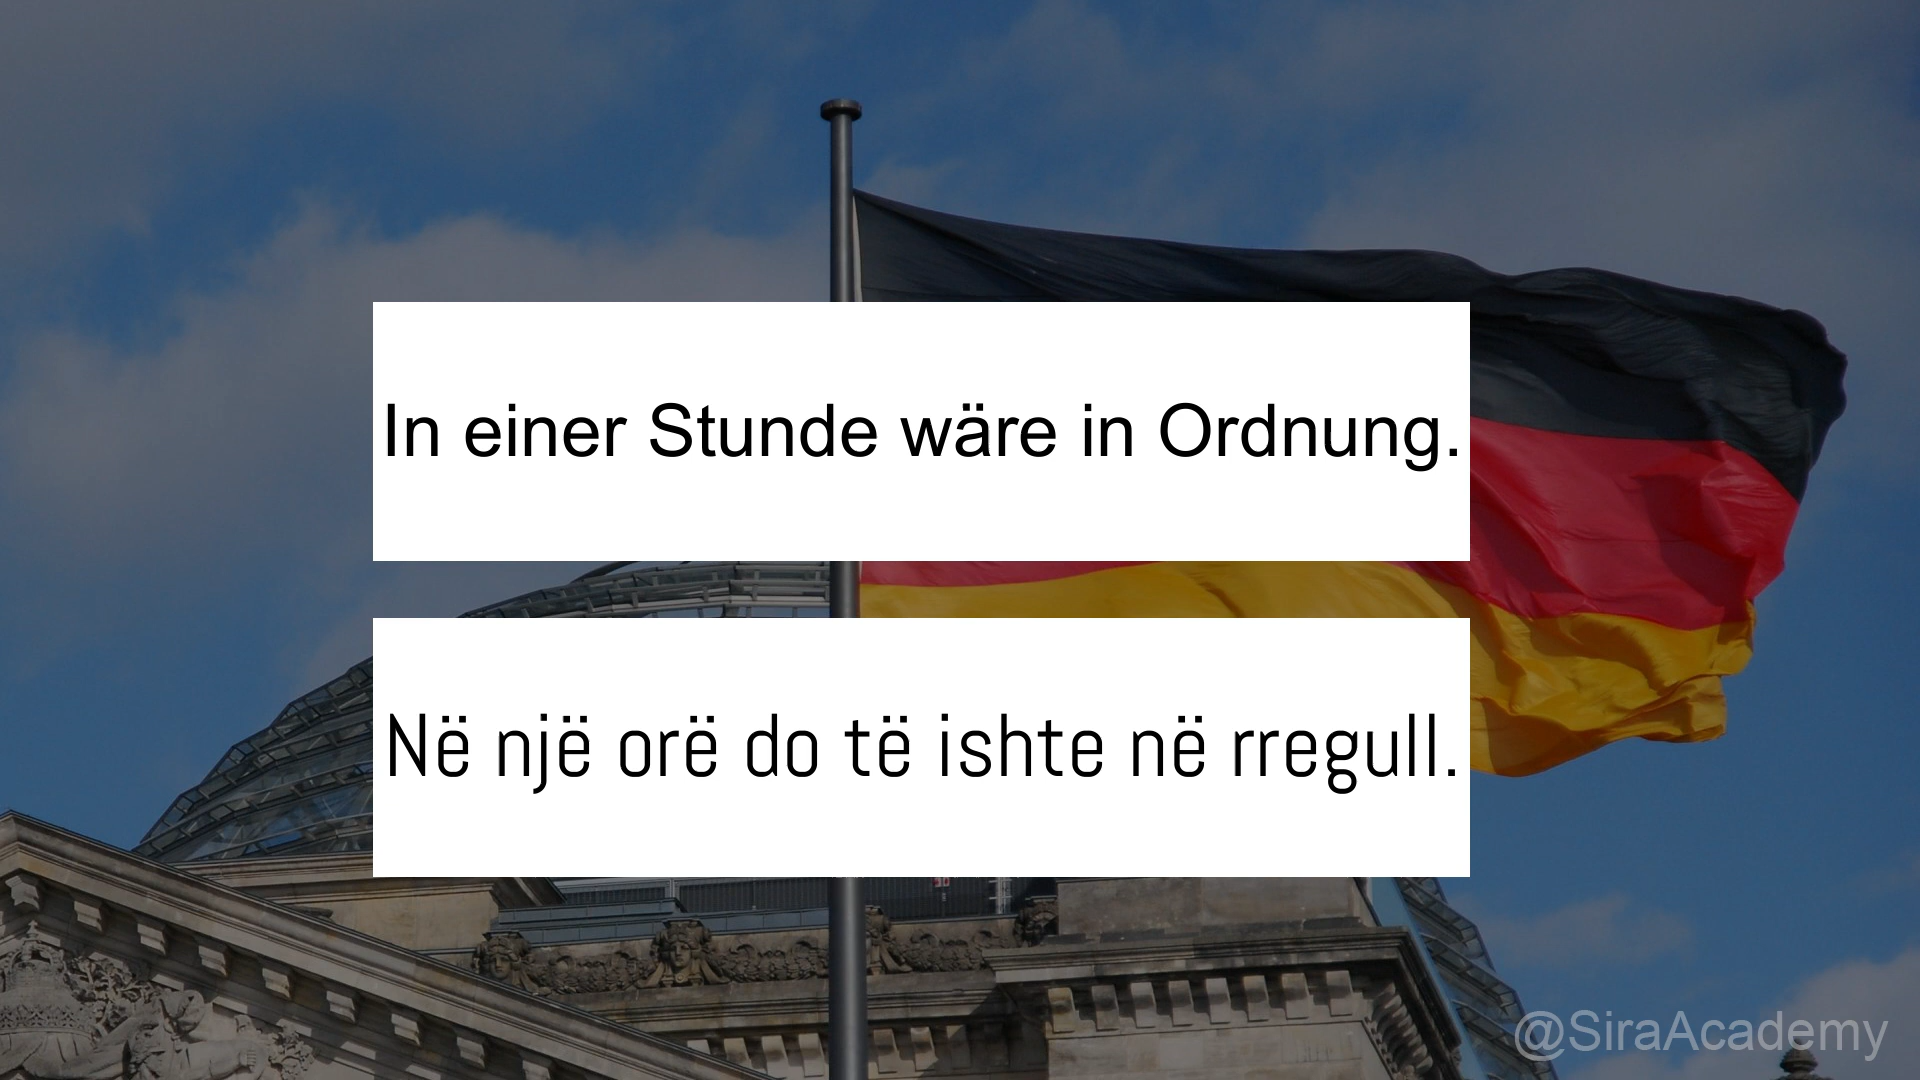 In einer Stunde wäre in Ordnung.
Në një orë do të ishte në rregull.
@SiraAcademy